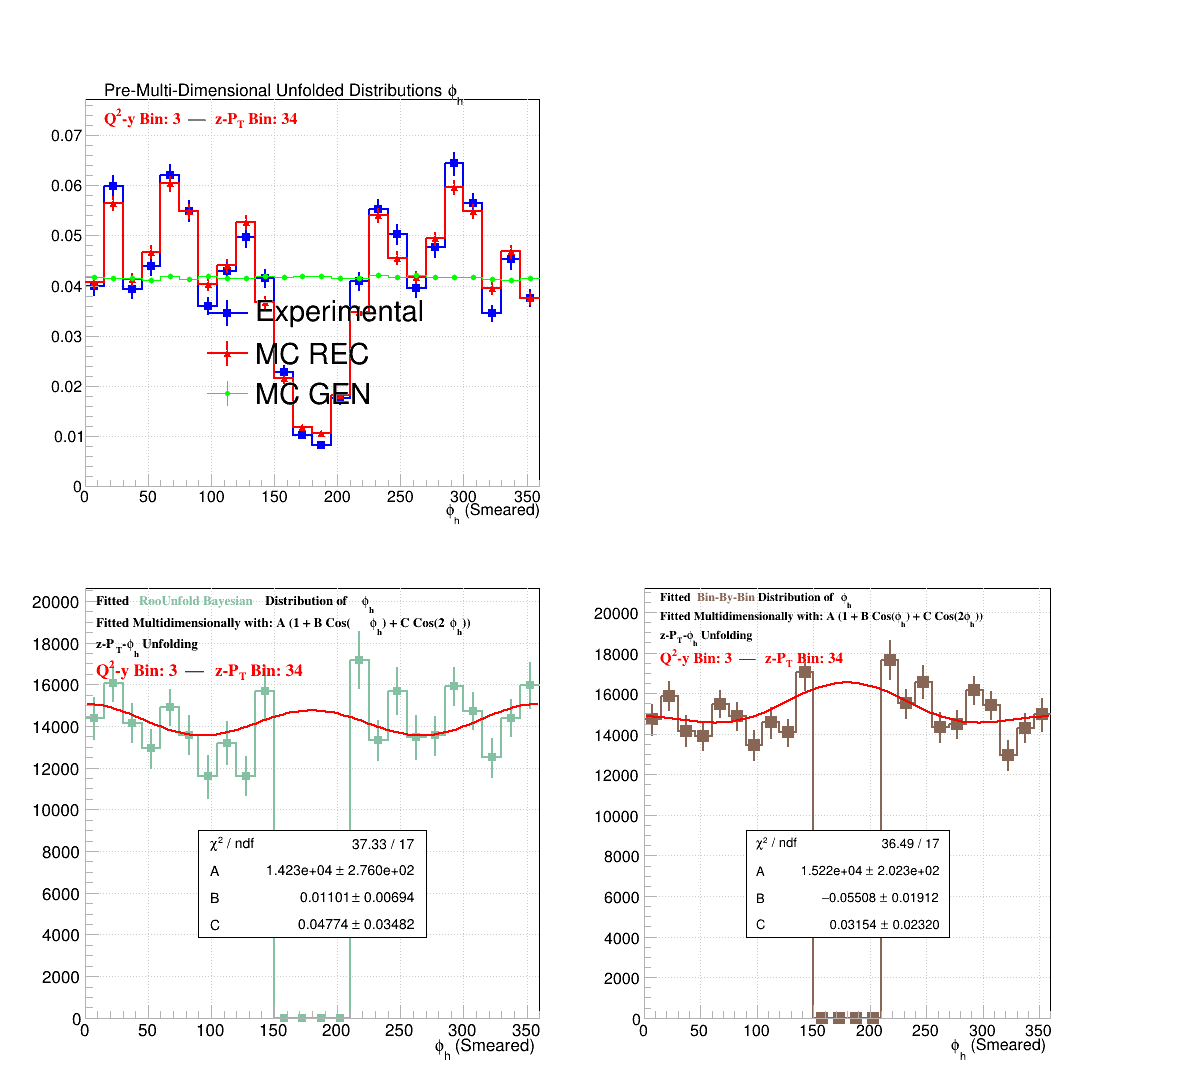 Pre-Multi-Dimensional Unfolded Distributions ϕh
Q2-y Bin: 3 — z-PT Bin: 34
0.07
0.06
0.05
0.04
0.03
0.02
0.01
0
Experimental
MC REC
MC GEN
0 50 100 150 200 250 300 350
ϕh (Smeared)
Fitted RooUnfold Bayesian Distribution of ϕh
Fitted Multidimensionally with: A (1 + B Cos( ϕh) + C Cos(2 ϕh))
z-PT-ϕh Unfolding
Q2-y Bin: 3 — z-PT Bin: 34
20000
18000
16000
14000
12000
10000
8000
6000
4000
2000
0
χ2 / ndf 37.33 / 17
A 1.423e+04 ± 2.760e+02
B 0.01101 ± 0.00694
C 0.04774 ± 0.03482
0 50 100 150 200 250 300 350
ϕh (Smeared)
Fitted Bin-By-Bin Distribution of ϕh
Fitted Multidimensionally with: A (1 + B Cos(ϕh) + C Cos(2ϕh))
z-PT-ϕh Unfolding
Q2-y Bin: 3 — z-PT Bin: 34
20000
18000
16000
14000
12000
10000
8000
6000
4000
2000
0
χ2 / ndf 36.49 / 17
A 1.522e+04 ± 2.023e+02
B −0.05508 ± 0.01912
C 0.03154 ± 0.02320
0 50 100 150 200 250 300 350
ϕh (Smeared)